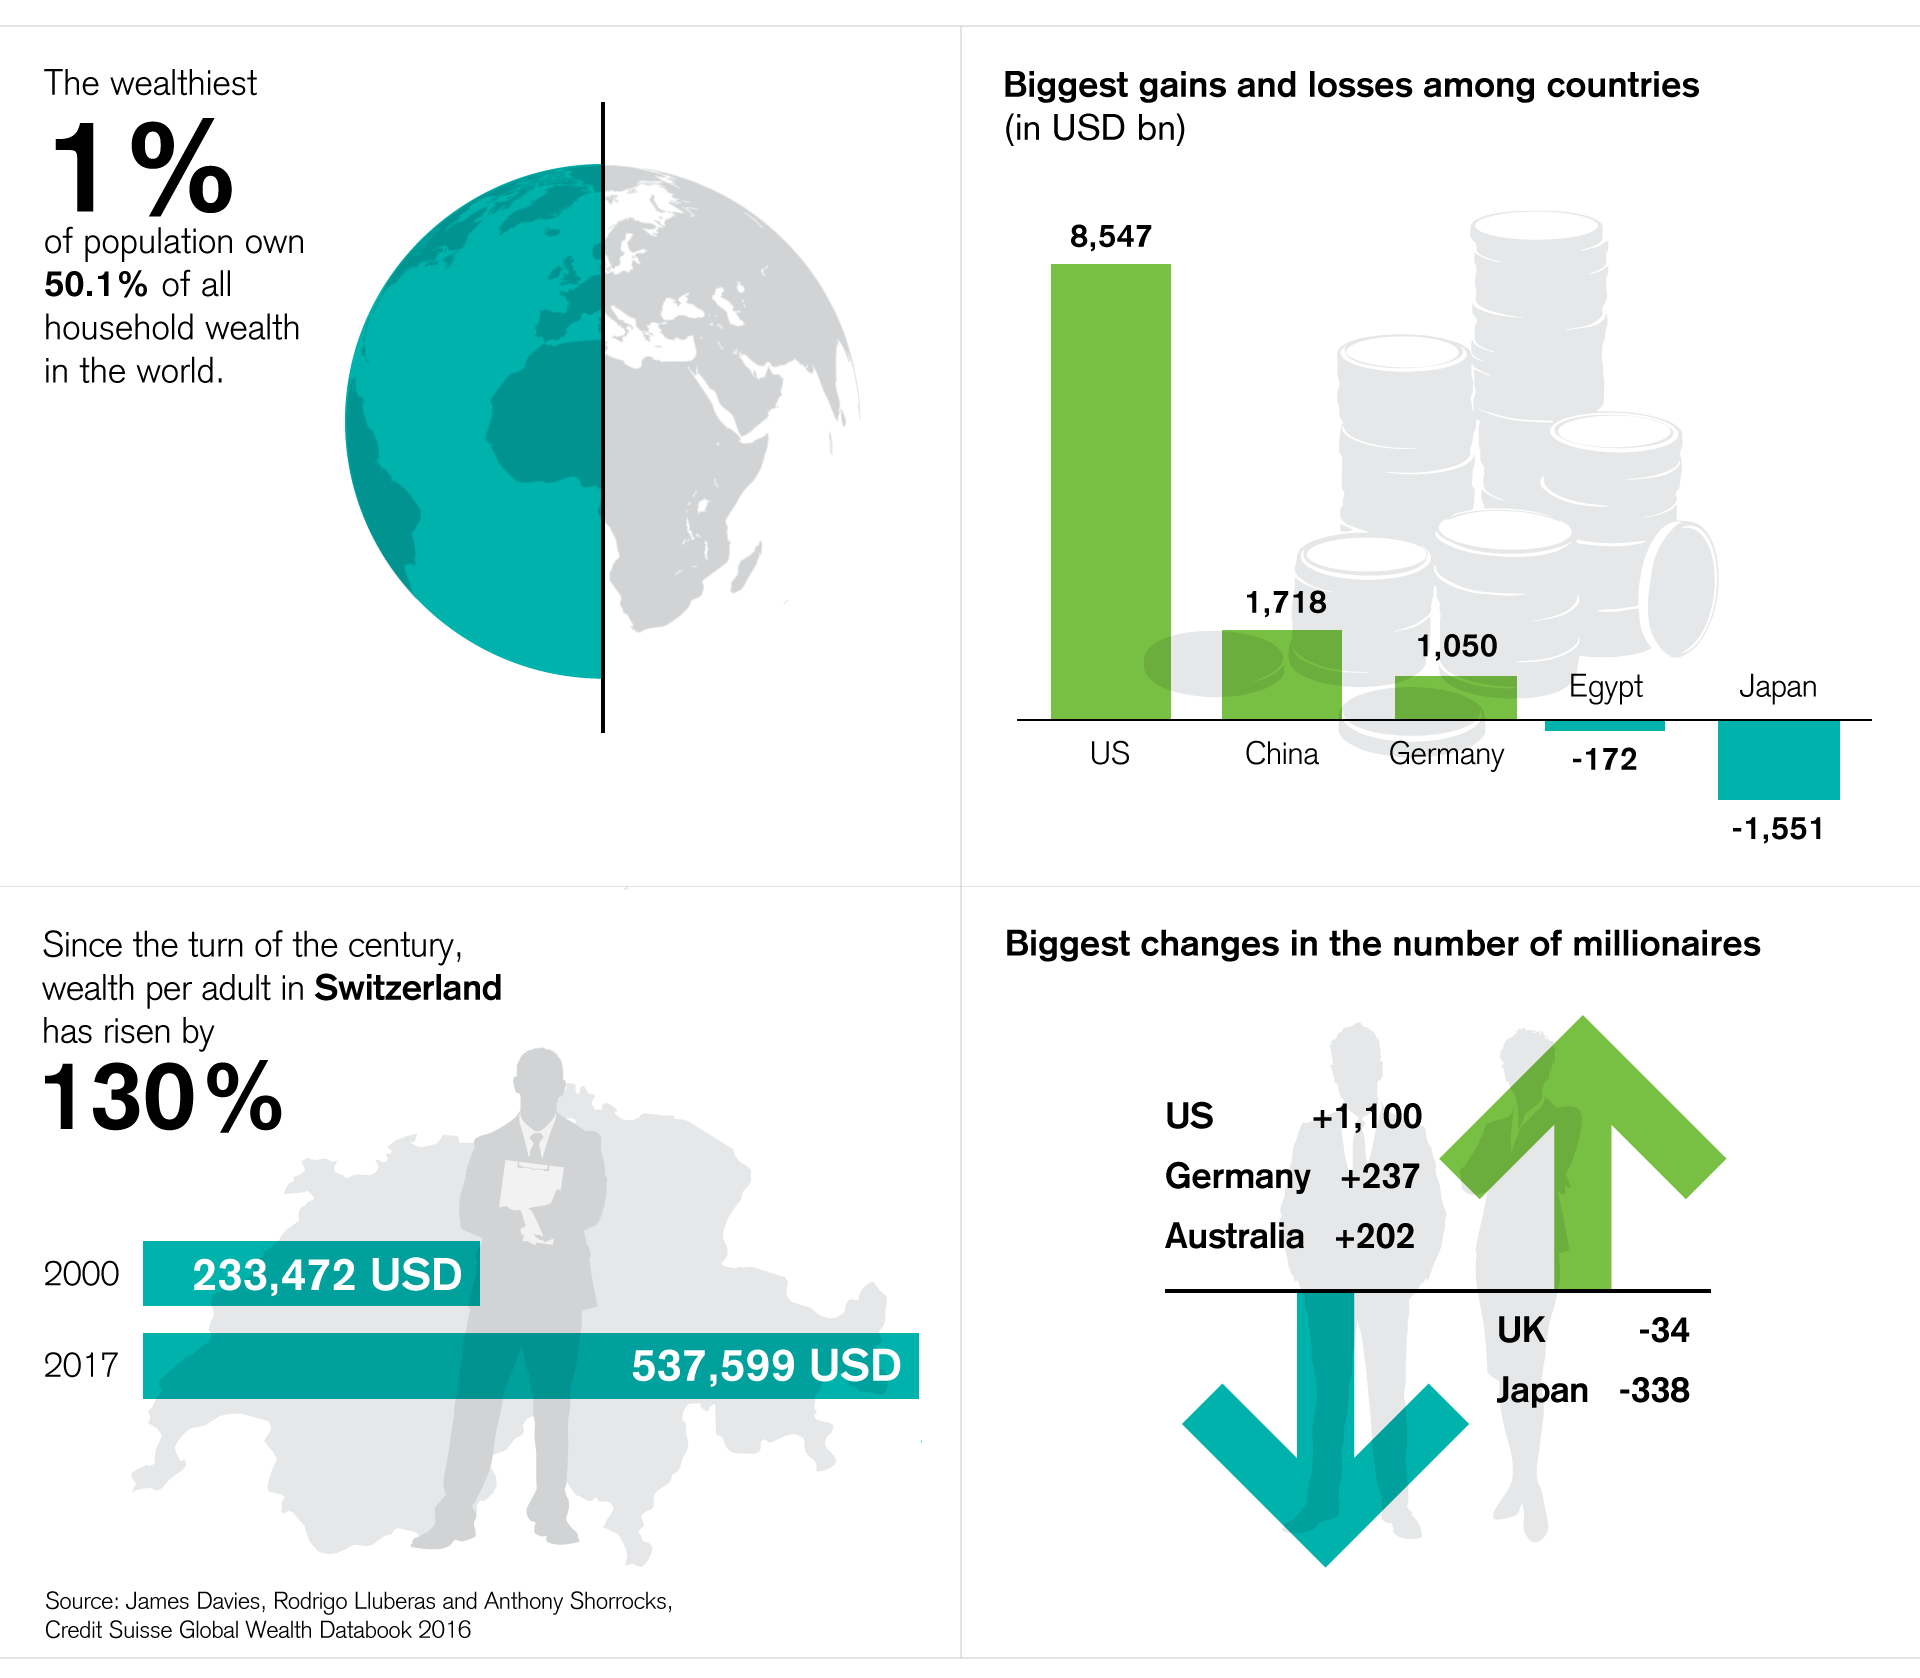 The wealthiest
1%
of population own
50.1% of all
household wealth
in the world.
Biggest gains and losses among countries
(in USD bn)
8,547
1,718
1,050
Egypt
Japan
US
China
Germany
-172
-1,551
Since the turn of the century,
wealth per adult in Switzerland
has risen by
130%
2000 233,472 USD
2017 537,599 USD
Source: James Davies, Rodrigo Lluberas and Anthony Shorrocks,
Credit Suisse Global Wealth Databook 2016
Biggest changes in the number of millionaires
US +1,100
Germany +237
Australia +202
UK -34
Japan -338